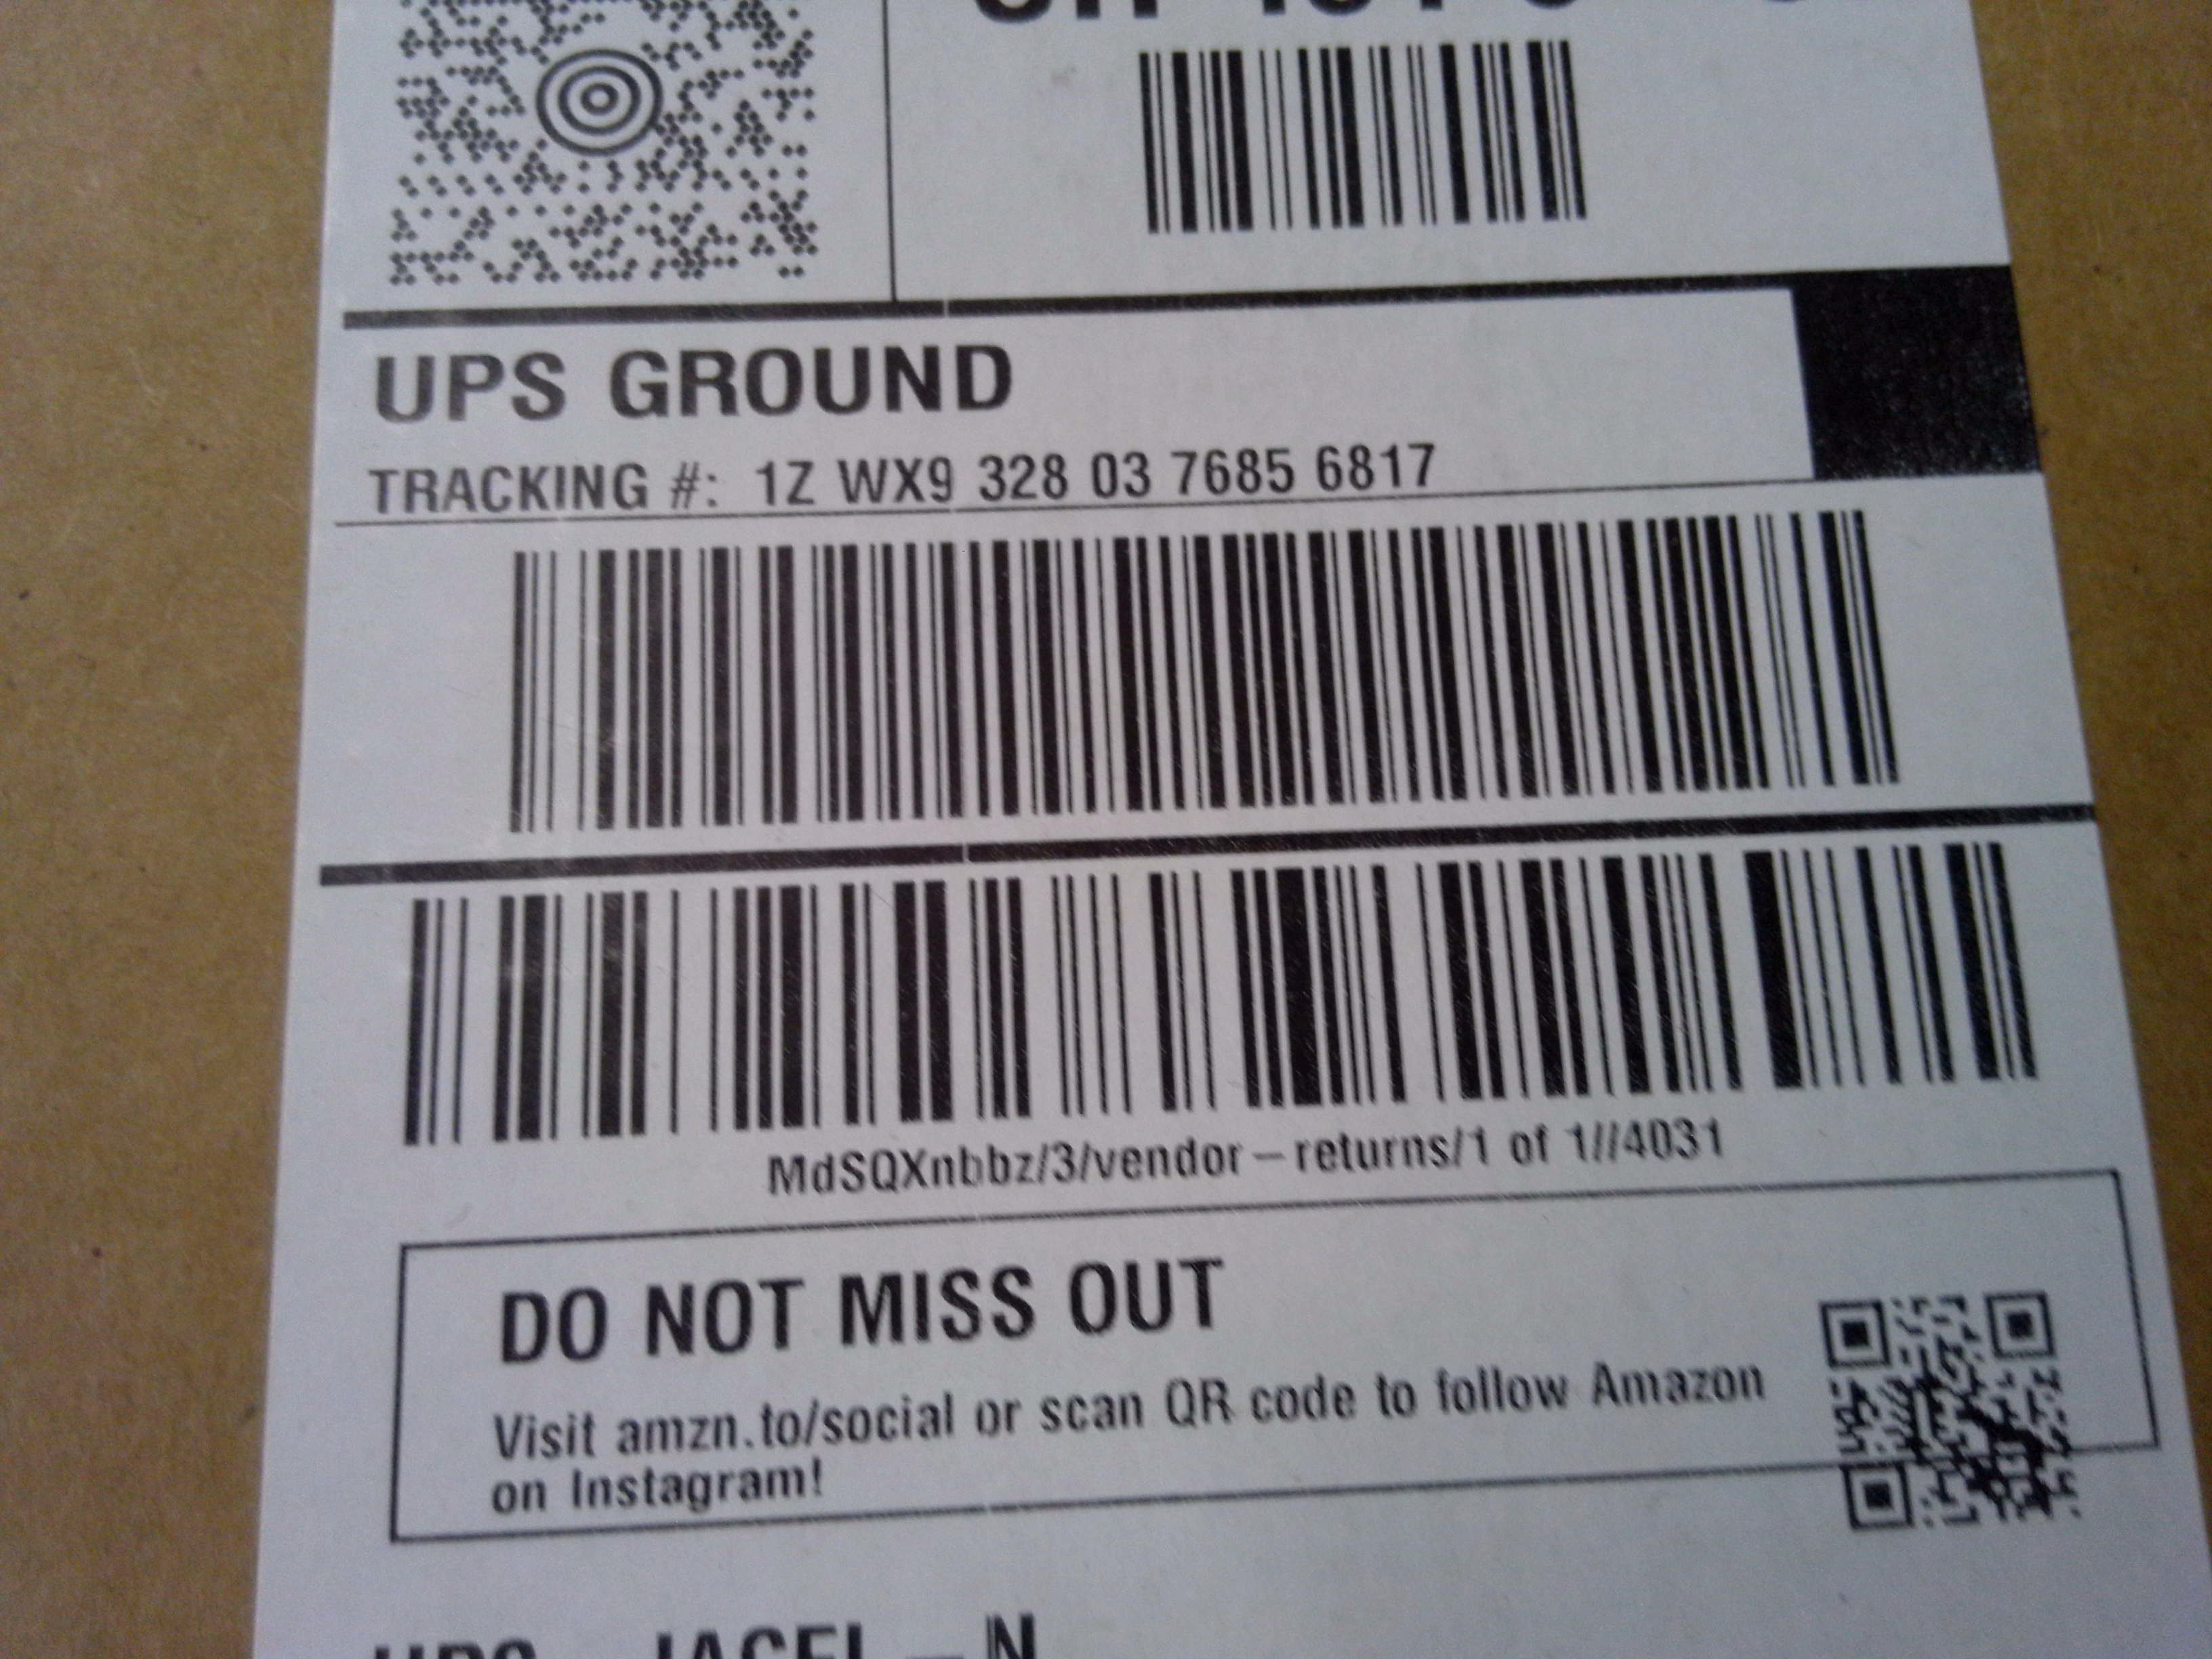 UPS GROUND
TRACKING #: 1Z WX9 328 03 7685 6817
MdSQXnbbz/3/vendor-returns/1 of 1//4031
DO NOT MISS OUT
Visit amzn.to/social or scan QR code to follow Amazon
on Instagram!